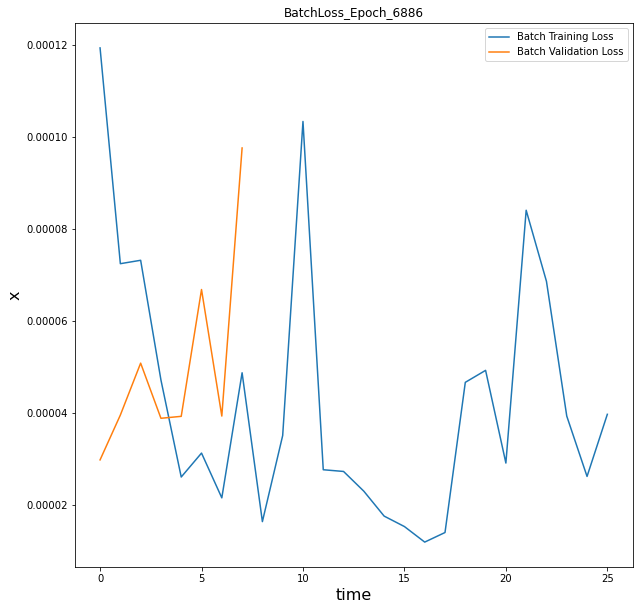 BatchLoss_Epoch_6886
Batch Training Loss
Batch Validation Loss
0.00012
0.00010
0.00008
0.00006
0.00004
0.00002
x
0 5 10 15 20 25
time